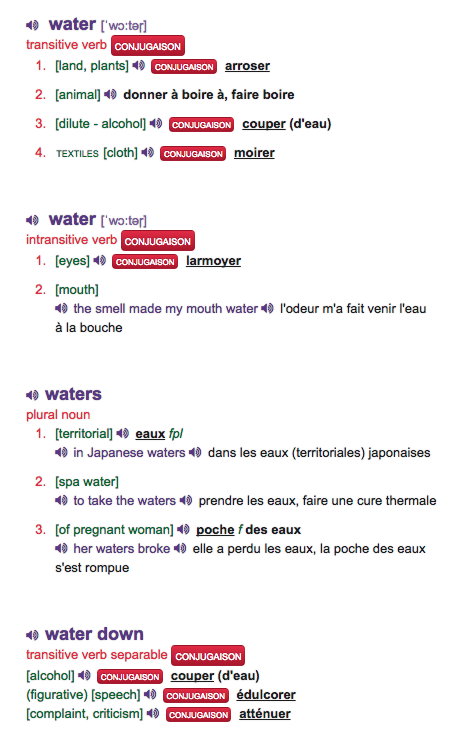 water ['wɔ:tər]
transitive verb CONJUGAISON
1. [land, plants] CONJUGAISON arroser
2. [animal] donner à boire à, faire boire
3. [dilute - alcohol] CONJUGAISON couper (d'eau)
4. TEXTILES [cloth] CONJUGAISON moirer
water ['wɔ:tər]
intransitive verb CONJUGAISON
1. [eyes] CONJUGAISON larmoyer
2. [mouth]
the smell made my mouth water l'odeur m'a fait venir l'eau
à la bouche
waters
plural noun
1. [territorial] eaux fpl
in Japanese waters dans les eaux (territoriales) japonaises
2. [spa water]
to take the waters prendre les eaux, faire une cure thermale
3. [of pregnant woman] poche f des eaux
her waters broke elle a perdu les eaux, la poche des eaux
s'est rompue
water down
transitive verb separable CONJUGAISON
[alcohol] CONJUGAISON couper (d'eau)
(figurative) [speech] CONJUGAISON édulcorer
[complaint, criticism] CONJUGAISON atténuer